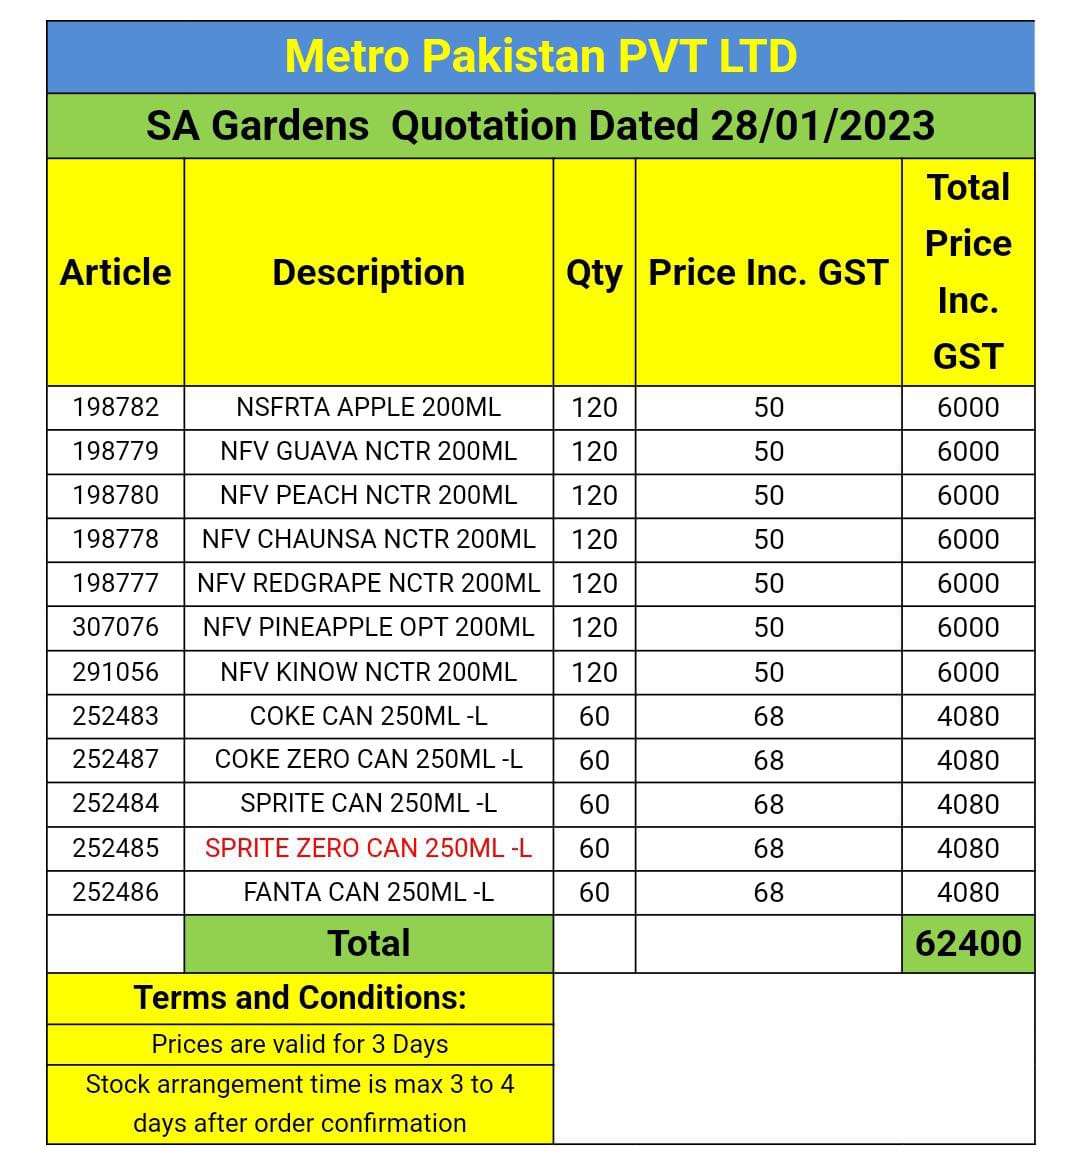 Metro Pakistan PVT LTD
SA Gardens  Quotation Dated 28/01/2023
Article Description Qty Price Inc. GST Total Price Inc. GST
198782 NSFRTA APPLE 200ML 120 50 6000
198779 NFV GUAVA NCTR 200ML 120 50 6000
198780 NFV PEACH NCTR 200ML 120 50 6000
198778 NFV CHAUNSA NCTR 200ML 120 50 6000
198777 NFV REDGRAPE NCTR 200ML 120 50 6000
307076 NFV PINEAPPLE OPT 200ML 120 50 6000
291056 NFV KINOW NCTR 200ML 120 50 6000
252483 COKE CAN 250ML -L 60 68 4080
252487 COKE ZERO CAN 250ML -L 60 68 4080
252484 SPRITE CAN 250ML -L 60 68 4080
252485 SPRITE ZERO CAN 250ML -L 60 68 4080
252486 FANTA CAN 250ML -L 60 68 4080
Total 62400
Terms and Conditions:
Prices are valid for 3 Days
Stock arrangement time is max 3 to 4
days after order confirmation